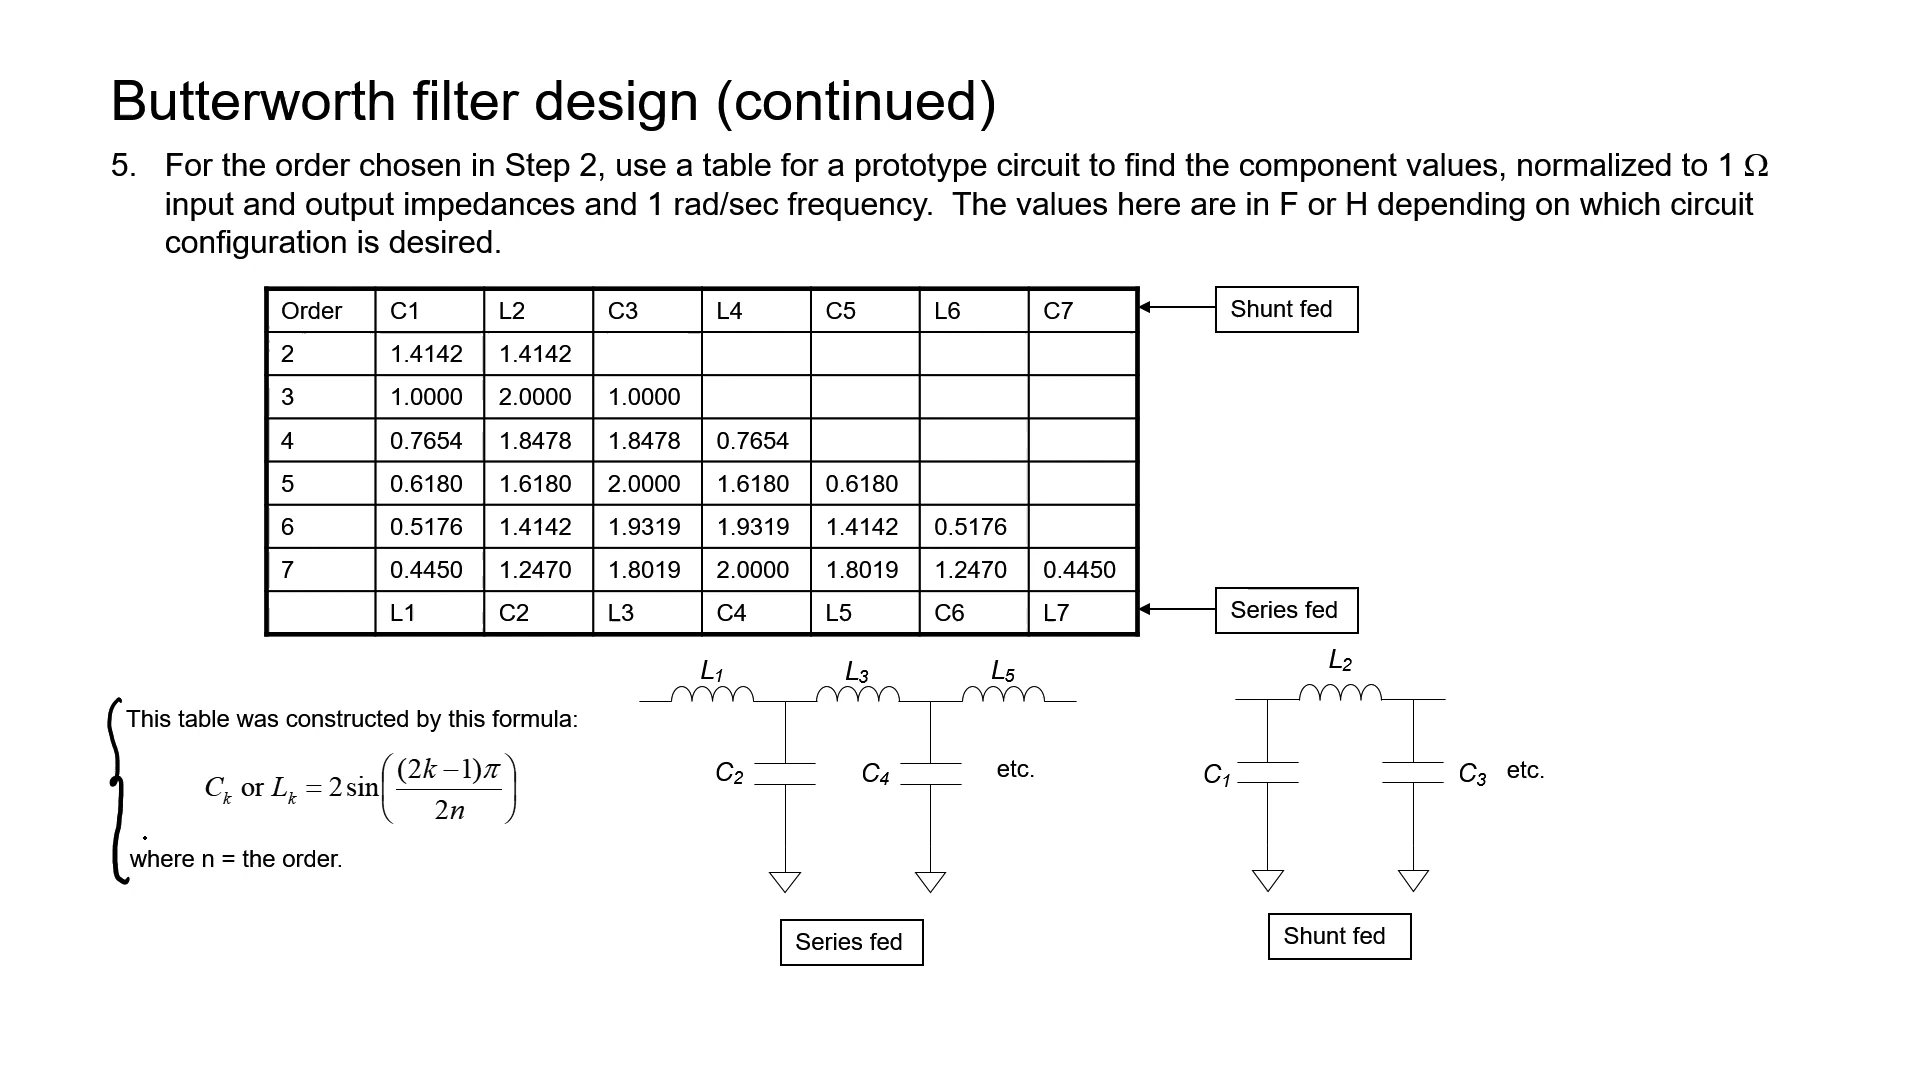 Butterworth filter design (continued)
5. For the order chosen in Step 2, use a table for a prototype circuit to find the component values, normalized to 1 Ω
input and output impedances and 1 rad/sec frequency.  The values here are in F or H depending on which circuit
configuration is desired.
Order C1 L2 C3 L4 C5 L6 C7
Shunt fed
2 1.4142 1.4142
3 1.0000 2.0000 1.0000
4 0.7654 1.8478 1.8478 0.7654
5 0.6180 1.6180 2.0000 1.6180 0.6180
6 0.5176 1.4142 1.9319 1.9319 1.4142 0.5176
7 0.4450 1.2470 1.8019 2.0000 1.8019 1.2470 0.4450
L1 C2 L3 C4 L5 C6 L7
Series fed
This table was constructed by this formula:
C_k or L_k = 2 sin((2k−1)π / 2n)
where n = the order.
L1 L3 L5
C2 C4 etc.
Series fed
L2
C1 C3 etc.
Shunt fed